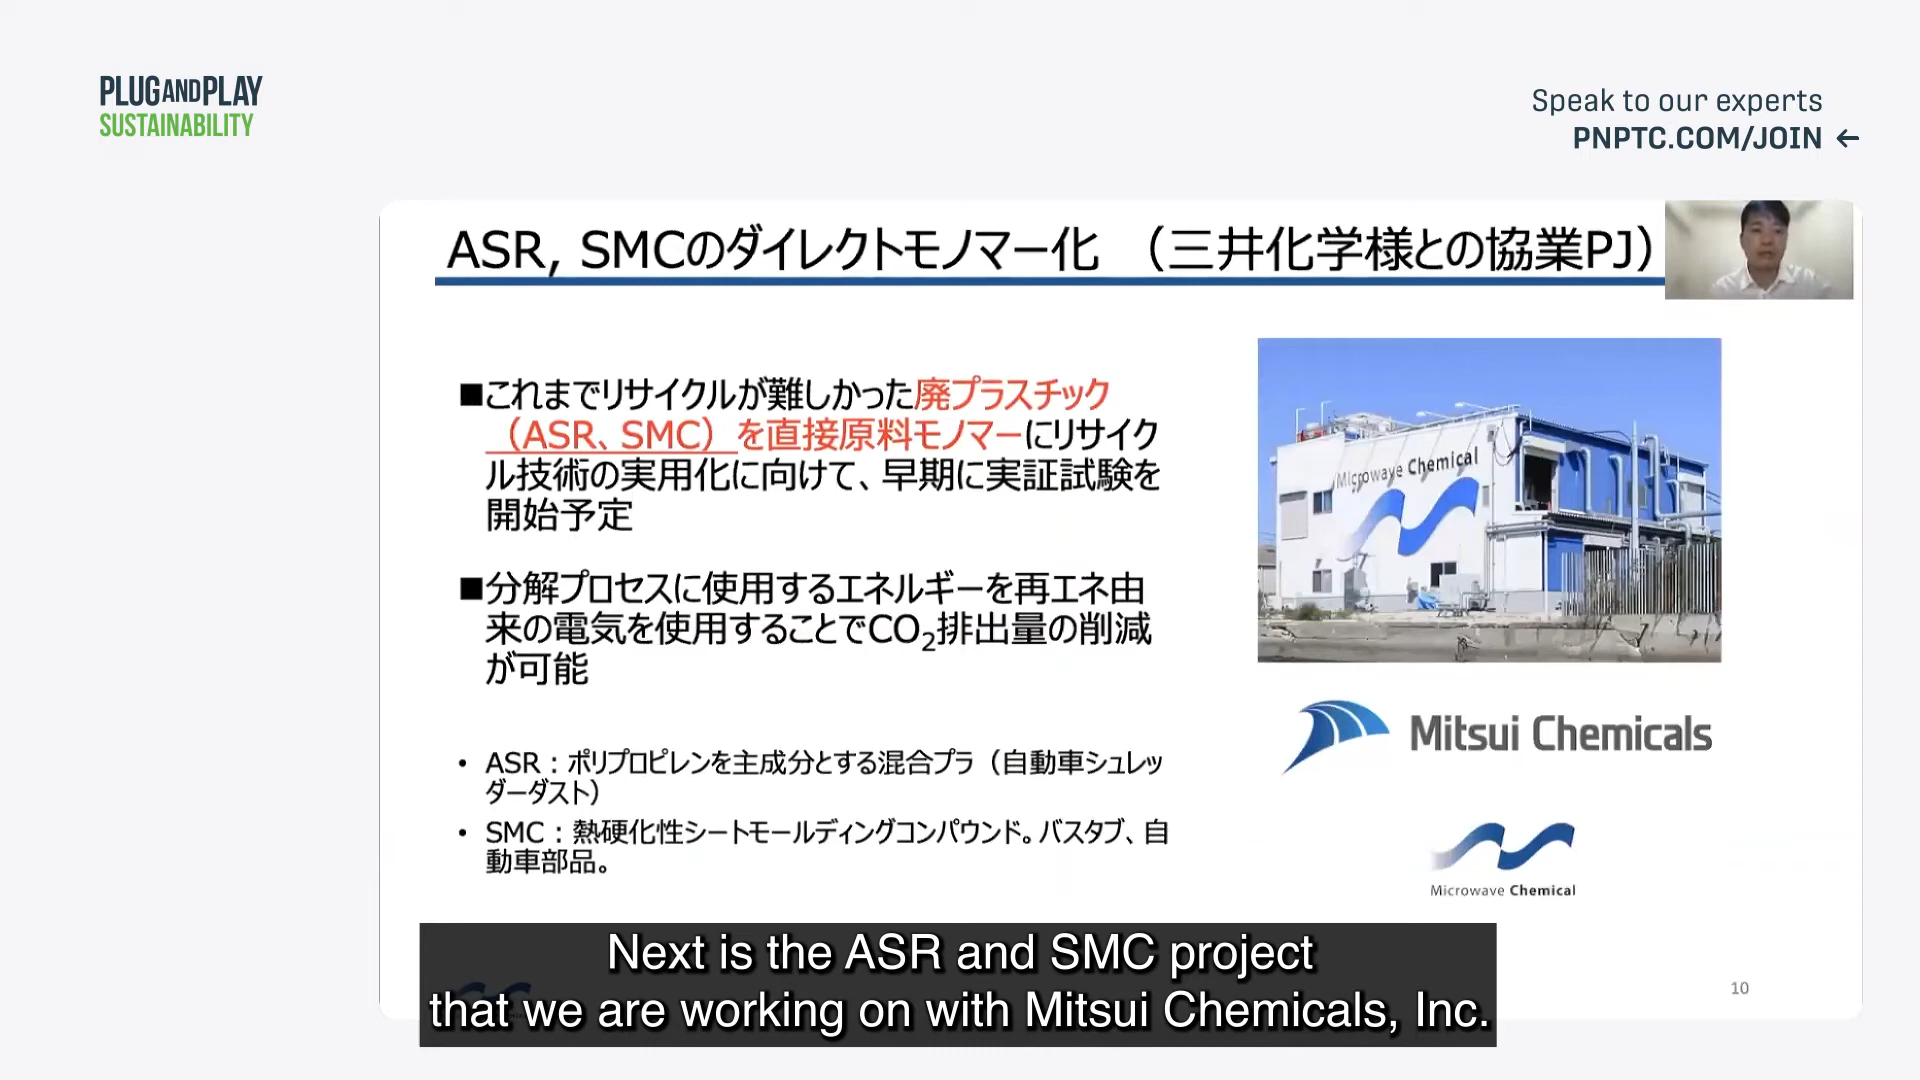 PLUGANDPLAY
SUSTAINABILITY
Speak to our experts
PNPTC.COM/JOIN ←
ASR, SMCのダイレクトモノマー化 （三井化学様との協業PJ）
■これまでリサイクルが難しかった廃プラスチック
（ASR、SMC）を直接原料モノマーにリサイク
ル技術の実用化に向けて、早期に実証試験を
開始予定
■分解プロセスに使用するエネルギーを再エネ由
来の電気を使用することでCO₂排出量の削減
が可能
• ASR：ポリプロピレンを主成分とする混合プラ（自動車シュレッ
ダーダスト）
• SMC：熱硬化性シートモールディングコンパウンド。バスタブ、自
動車部品。
Microwave Chemical
Mitsui Chemicals
Microwave Chemical
Next is the ASR and SMC project
that we are working on with Mitsui Chemicals, Inc.
10